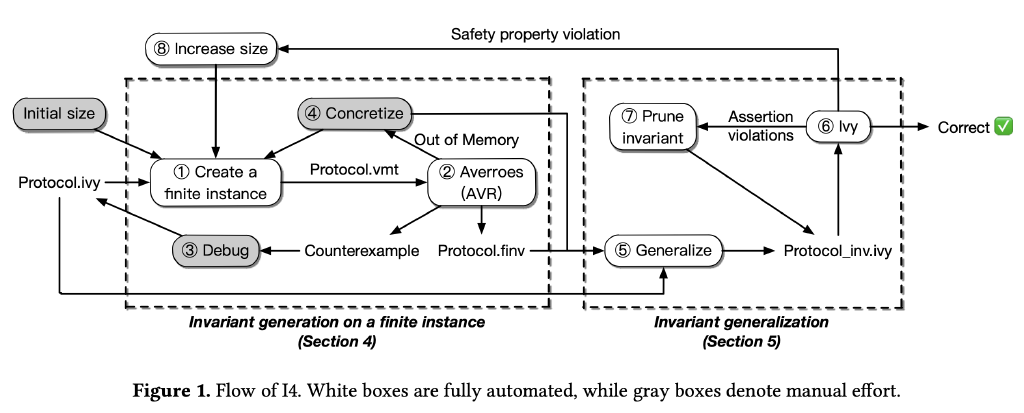 Safety property violation
⑧ Increase size
Initial size
④ Concretize
⑦ Prune
invariant
Assertion
violations
⑥ Ivy
Correct ✅
Out of Memory
Protocol.ivy
① Create a
finite instance
Protocol.vmt
② Averroes
(AVR)
③ Debug
Counterexample
Protocol.finv
⑤ Generalize
Protocol_inv.ivy
Invariant generation on a finite instance
(Section 4)
Invariant generalization
(Section 5)
Figure 1. Flow of I4. White boxes are fully automated, while gray boxes denote manual effort.